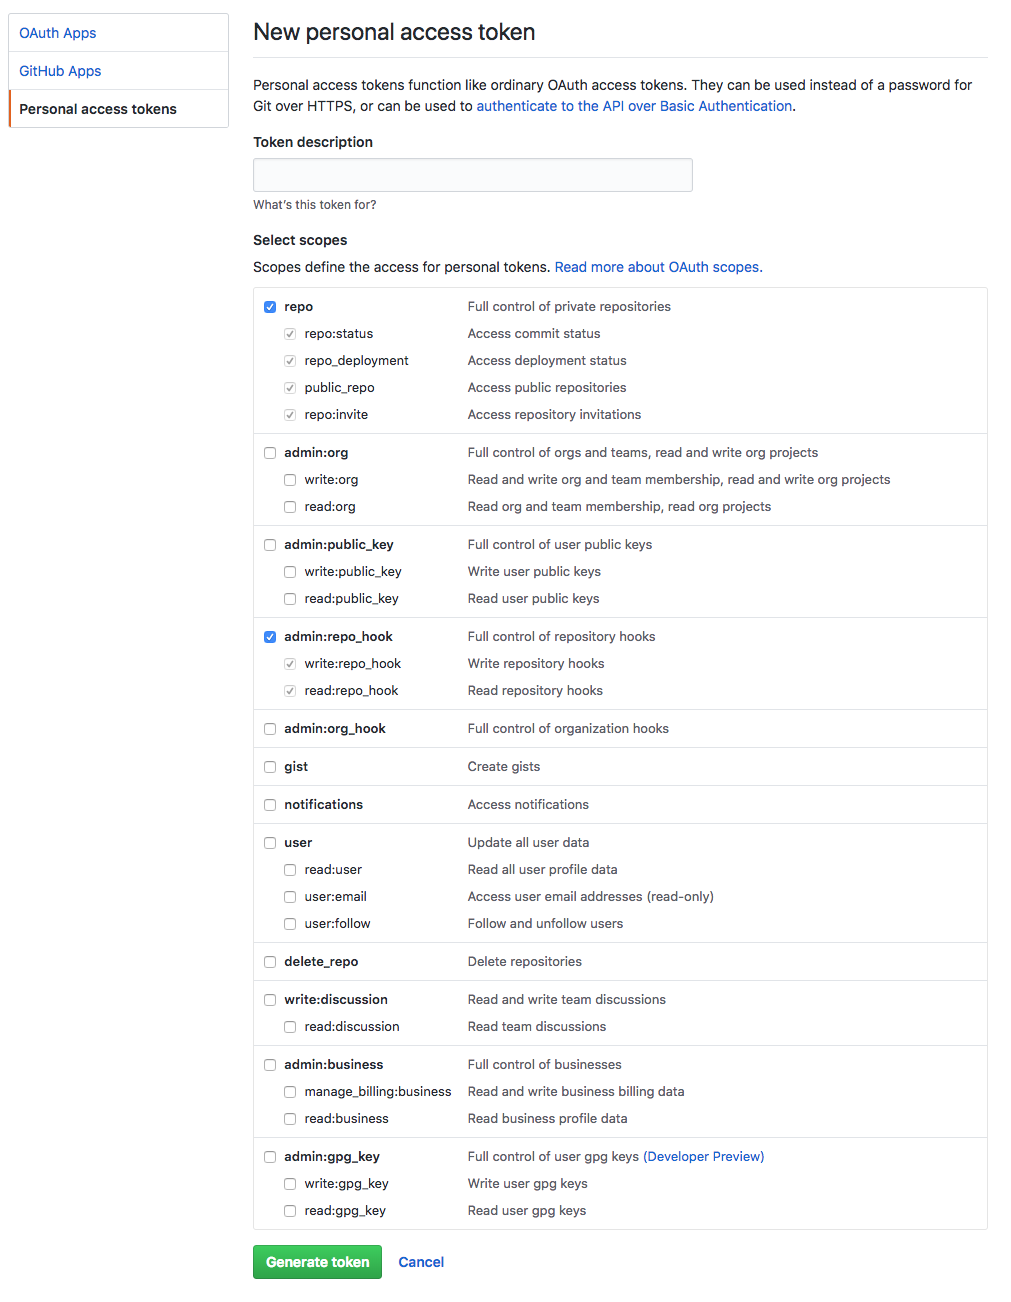 OAuth Apps
GitHub Apps
Personal access tokens
New personal access token
Personal access tokens function like ordinary OAuth access tokens. They can be used instead of a password for
Git over HTTPS, or can be used to authenticate to the API over Basic Authentication.
Token description
What's this token for?
Select scopes
Scopes define the access for personal tokens. Read more about OAuth scopes.
repo Full control of private repositories
repo:status Access commit status
repo_deployment Access deployment status
public_repo Access public repositories
repo:invite Access repository invitations
admin:org Full control of orgs and teams, read and write org projects
write:org Read and write org and team membership, read and write org projects
read:org Read org and team membership, read org projects
admin:public_key Full control of user public keys
write:public_key Write user public keys
read:public_key Read user public keys
admin:repo_hook Full control of repository hooks
write:repo_hook Write repository hooks
read:repo_hook Read repository hooks
admin:org_hook Full control of organization hooks
gist Create gists
notifications Access notifications
user Update all user data
read:user Read all user profile data
user:email Access user email addresses (read-only)
user:follow Follow and unfollow users
delete_repo Delete repositories
write:discussion Read and write team discussions
read:discussion Read team discussions
admin:business Full control of businesses
manage_billing:business Read and write business billing data
read:business Read business profile data
admin:gpg_key Full control of user gpg keys (Developer Preview)
write:gpg_key Write user gpg keys
read:gpg_key Read user gpg keys
Generate token Cancel